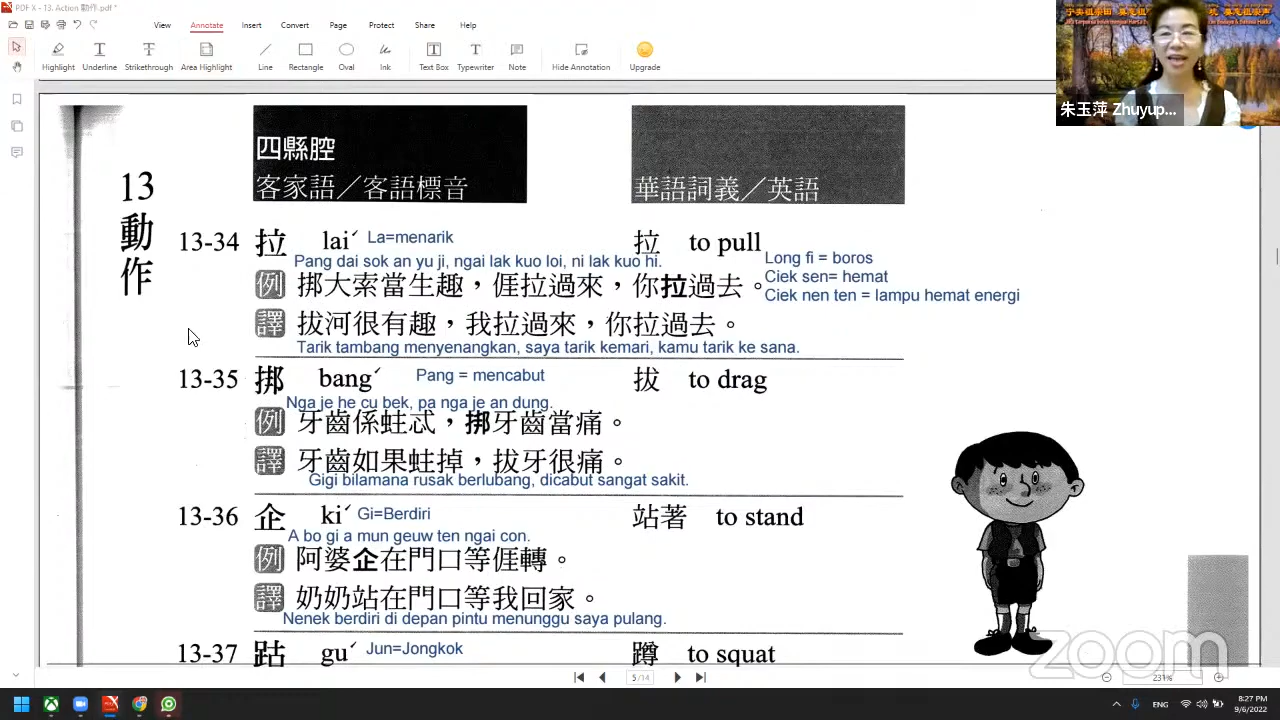 PDF X - 13. Action 動作.pdf *
View Annotate Insert Convert Page Protect Share Help
Highlight Underline Strikethrough Area Highlight Line Rectangle Oval Ink Text Box Typewriter Note Hide Annotation Upgrade
朱玉萍 Zhuyup...
13 動作
四縣腔
客家語／客語標音
華語詞義／英語
13-34 拉 laiˊ La=menarik 拉 to pull
Pang dai sok an yu ji, ngai lak kuo loi, ni lak kuo hi.
Long fi = boros
Ciek sen= hemat
Ciek nen ten = lampu hemat energi
例 挷大索當生趣，𠊎拉過來，你拉過去。
譯 拔河很有趣，我拉過來，你拉過去。
Tarik tambang menyenangkan, saya tarik kemari, kamu tarik ke sana.
13-35 挷 bangˊ Pang = mencabut 拔 to drag
Nga je he cu bek, pa nga je an dung.
例 牙齒係蛀忒，挷牙齒當痛。
譯 牙齒如果蛀掉，拔牙很痛。
Gigi bilamana rusak berlubang, dicabut sangat sakit.
13-36 企 kiˊ Gi=Berdiri 站著 to stand
A bo gi a mun geuw ten ngai con.
例 阿婆企在門口等𠊎轉。
譯 奶奶站在門口等我回家。
Nenek berdiri di depan pintu menunggu saya pulang.
13-37 跍 guˊ Jun=Jongkok 蹲 to squat
zoom
5 /14
231%
ENG
8:27 PM
9/6/2022